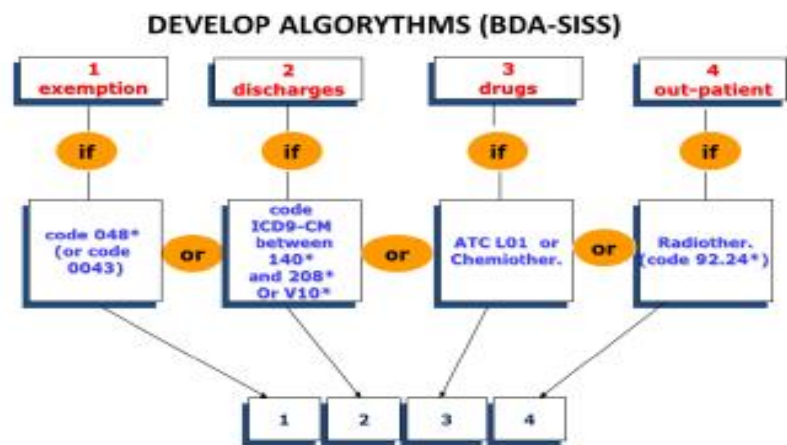 DEVELOP ALGORYTHMS (BDA-SISS)
1
exemption
2
discharges
3
drugs
4
out-patient
if
if
if
if
code 048*
(or code
0043)
or
code
ICD9-CM
between
140*
and 208*
Or V10*
or
ATC L01 or
Chemiother.
or
Radiother.
(code 92.24*)
1
2
3
4